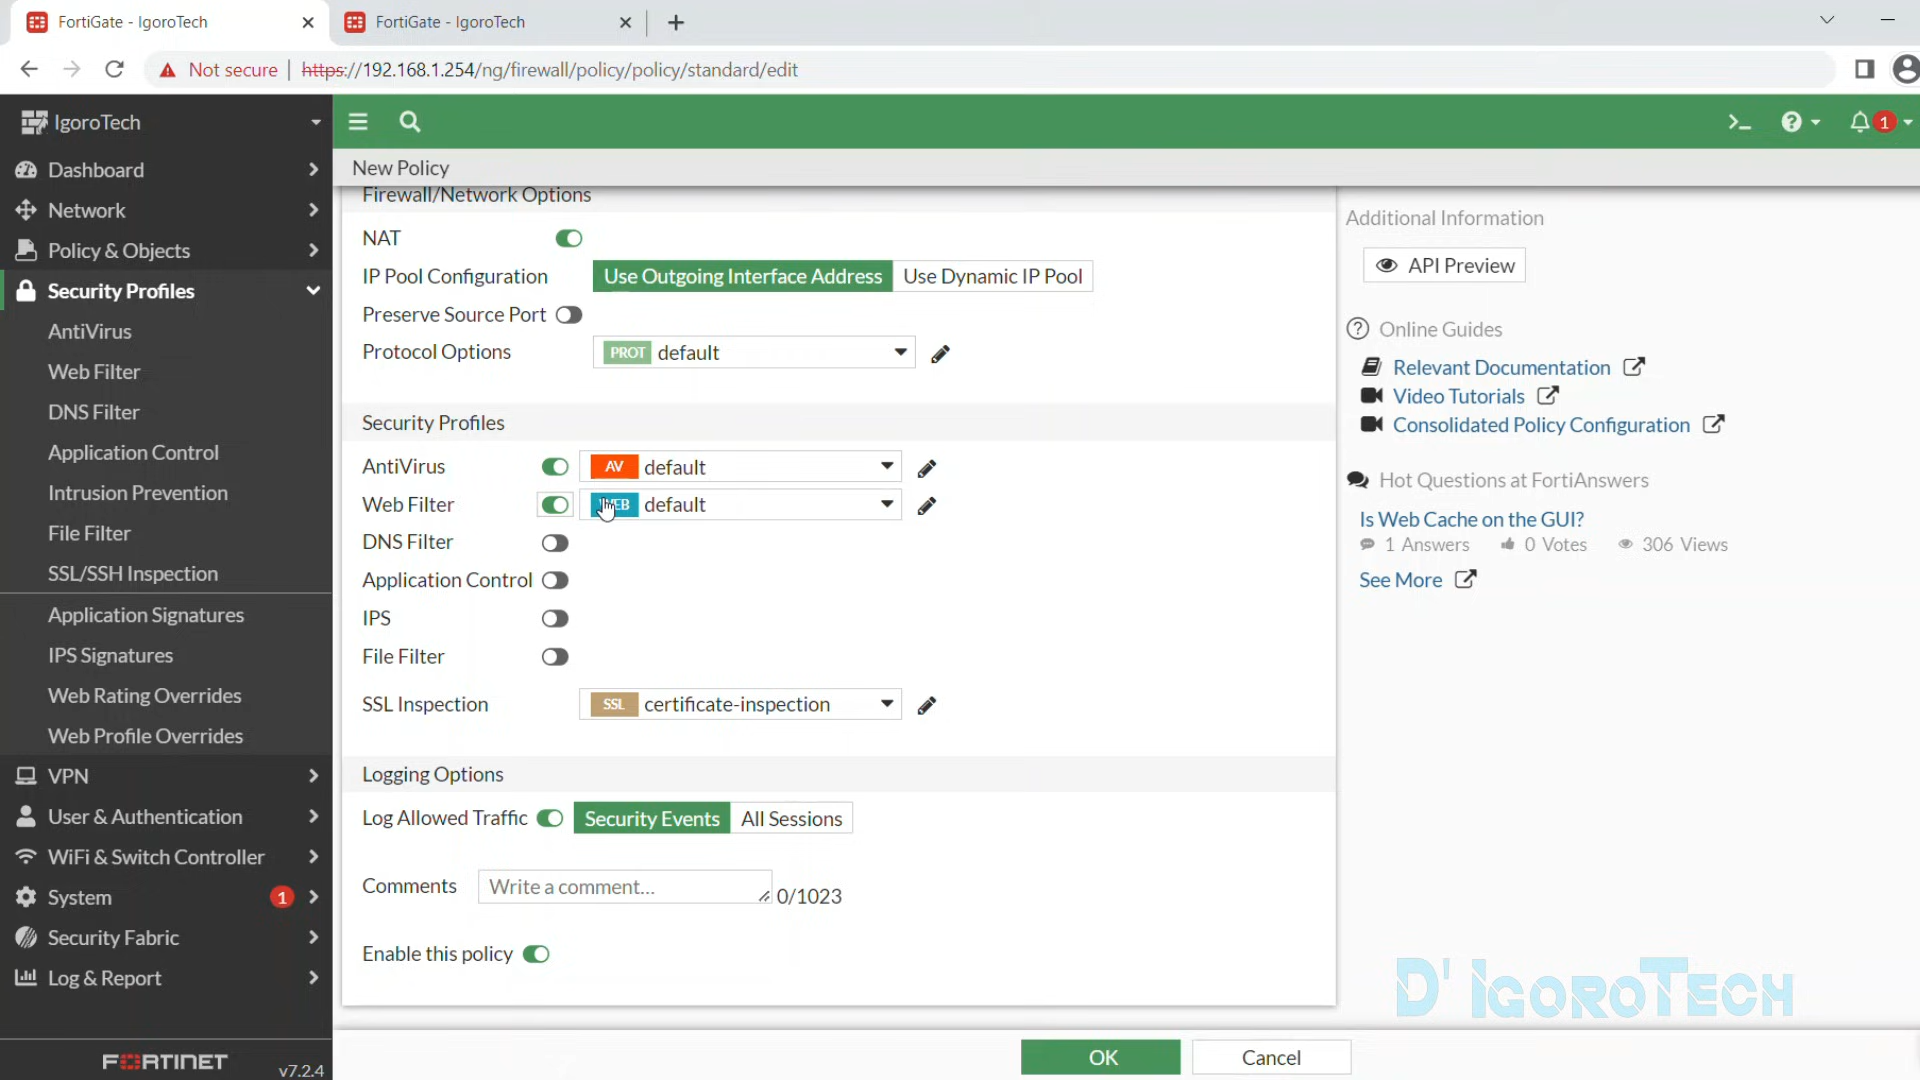 FortiGate - IgoroTech
FortiGate - IgoroTech
Not secure
https://192.168.1.254/ng/firewall/policy/policy/standard/edit
IgoroTech
Dashboard
Network
Policy & Objects
Security Profiles
AntiVirus
Web Filter
DNS Filter
Application Control
Intrusion Prevention
File Filter
SSL/SSH Inspection
Application Signatures
IPS Signatures
Web Rating Overrides
Web Profile Overrides
VPN
User & Authentication
WiFi & Switch Controller
System 1
Security Fabric
Log & Report
FORTINET v7.2.4
>_ ? 1
New Policy
Firewall/Network Options
NAT
IP Pool Configuration Use Outgoing Interface Address Use Dynamic IP Pool
Preserve Source Port
Protocol Options PROT default
Security Profiles
AntiVirus AV default
Web Filter WEB default
DNS Filter
Application Control
IPS
File Filter
SSL Inspection SSL certificate-inspection
Logging Options
Log Allowed Traffic Security Events All Sessions
Comments Write a comment... 0/1023
Enable this policy
OK Cancel
Additional Information
API Preview
Online Guides
Relevant Documentation
Video Tutorials
Consolidated Policy Configuration
Hot Questions at FortiAnswers
Is Web Cache on the GUI?
1 Answers 0 Votes 306 Views
See More
D' IGOROTECH